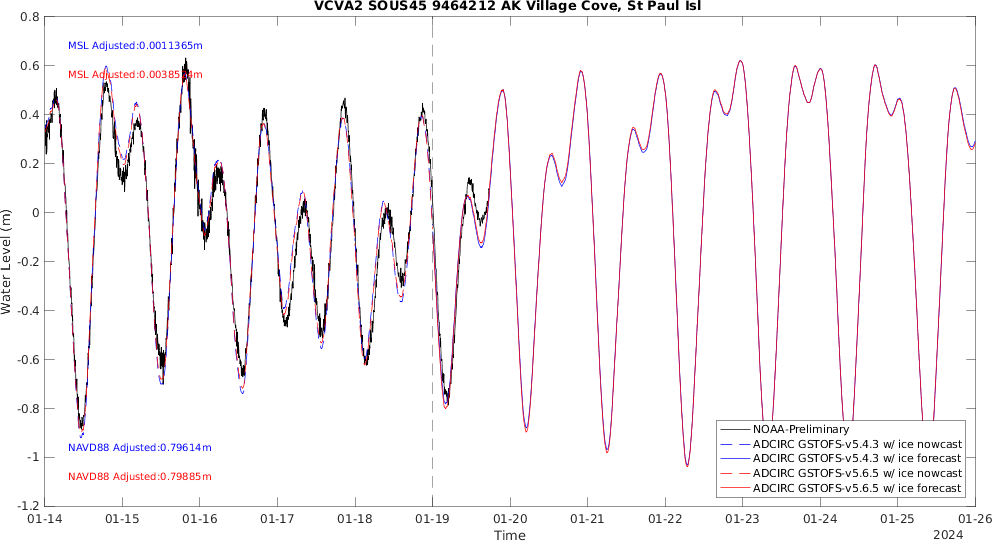 VCVA2 SOUS45 9464212 AK Village Cove, St Paul Isl
MSL Adjusted:0.0011365m
MSL Adjusted:
NAVD88 Adjusted:0.79614m
NAVD88 Adjusted:0.79885m
Water Level (m)
0.8
0.6
0.4
0.2
0
-0.2
-0.4
-0.6
-0.8
-1
-1.2
NOAA-Preliminary
ADCIRC GSTOFS-v5.4.3 w/ ice nowcast
ADCIRC GSTOFS-v5.4.3 w/ ice forecast
ADCIRC GSTOFS-v5.6.5 w/ ice nowcast
ADCIRC GSTOFS-v5.6.5 w/ ice forecast
01-14 01-15 01-16 01-17 01-18 01-19 01-20 01-21 01-22 01-23 01-24 01-25 01-26
Time
2024